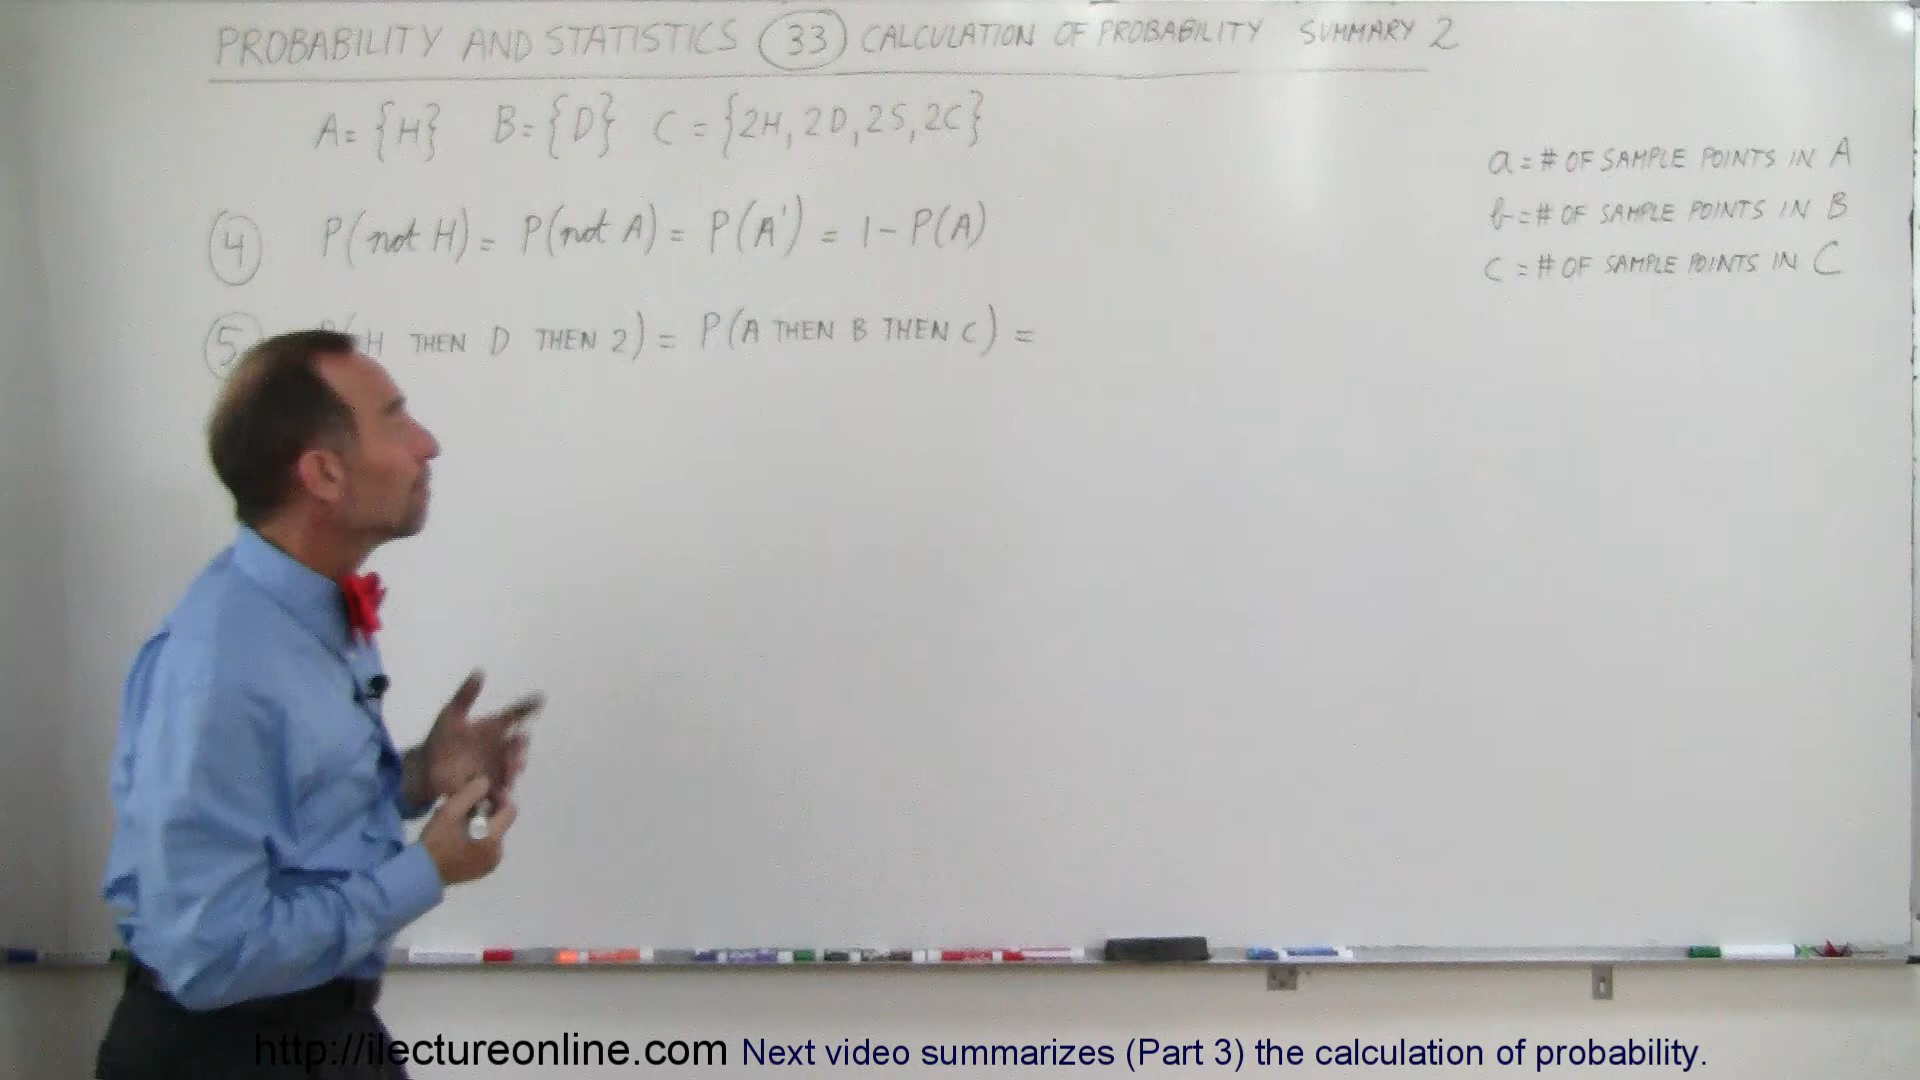 PROBABILITY AND STATISTICS 33 CALCULATION OF PROBABILITY SUMMARY 2
A = {H} B = {D} C = {2H, 2D, 2S, 2C}
a = # OF SAMPLE POINTS IN A
b = # OF SAMPLE POINTS IN B
c = # OF SAMPLE POINTS IN C
4 P(not H) = P(not A) = P(A') = 1 - P(A)
5 P(H THEN D THEN 2) = P(A THEN B THEN C) =
http://ilectureonline.com Next video summarizes (Part 3) the calculation of probability.